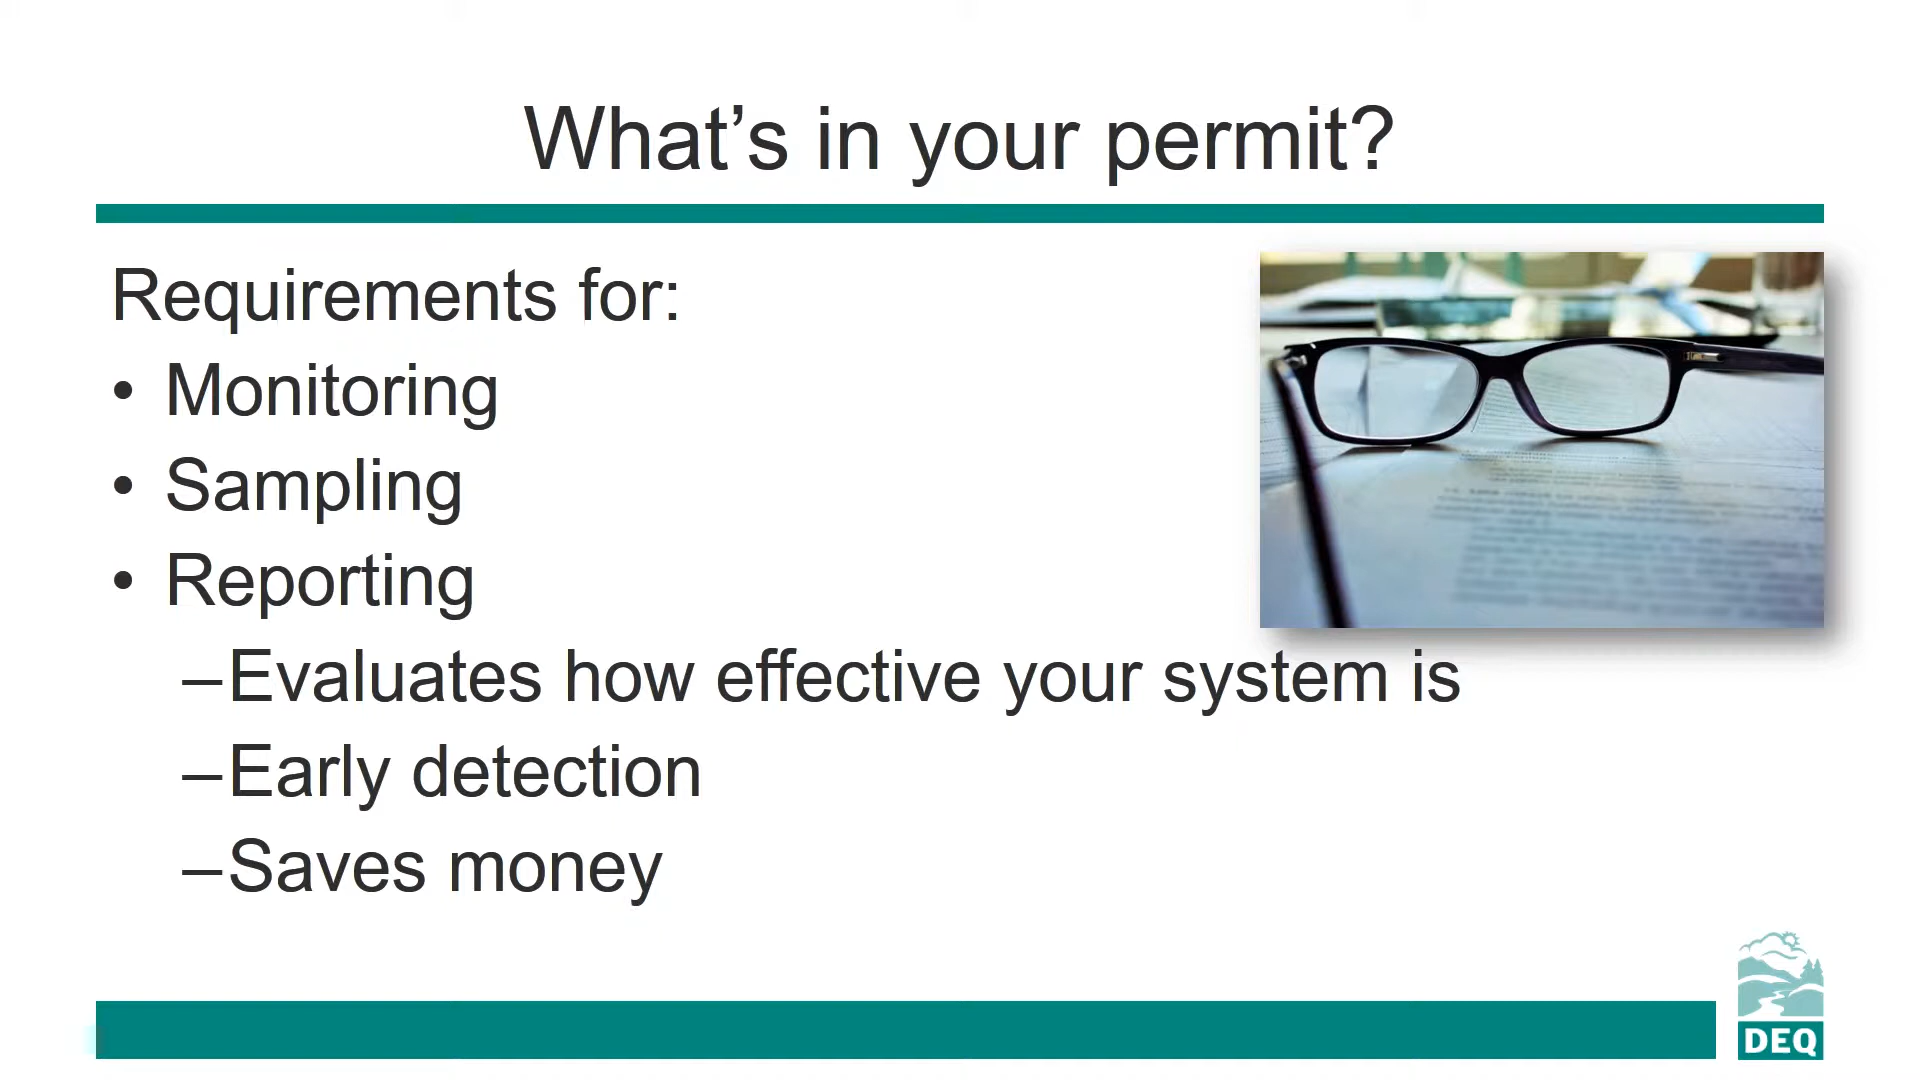 What’s in your permit?
Requirements for:
• Monitoring
• Sampling
• Reporting
–Evaluates how effective your system is
–Early detection
–Saves money
DEQ